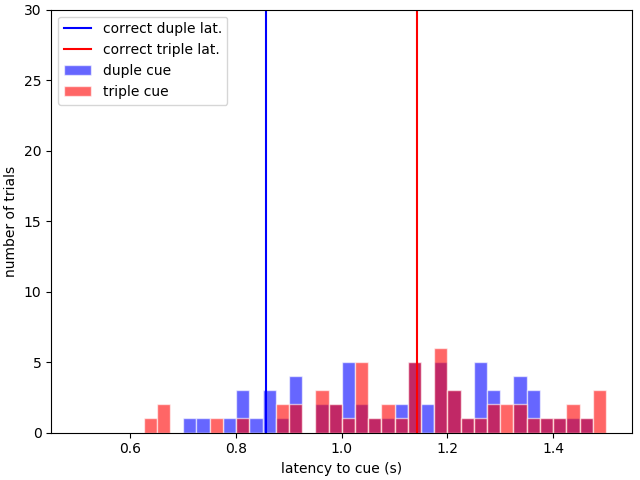 30
25
20
15
10
5
0
number of trials
correct duple lat.
correct triple lat.
duple cue
triple cue
0.6 0.8 1.0 1.2 1.4
latency to cue (s)